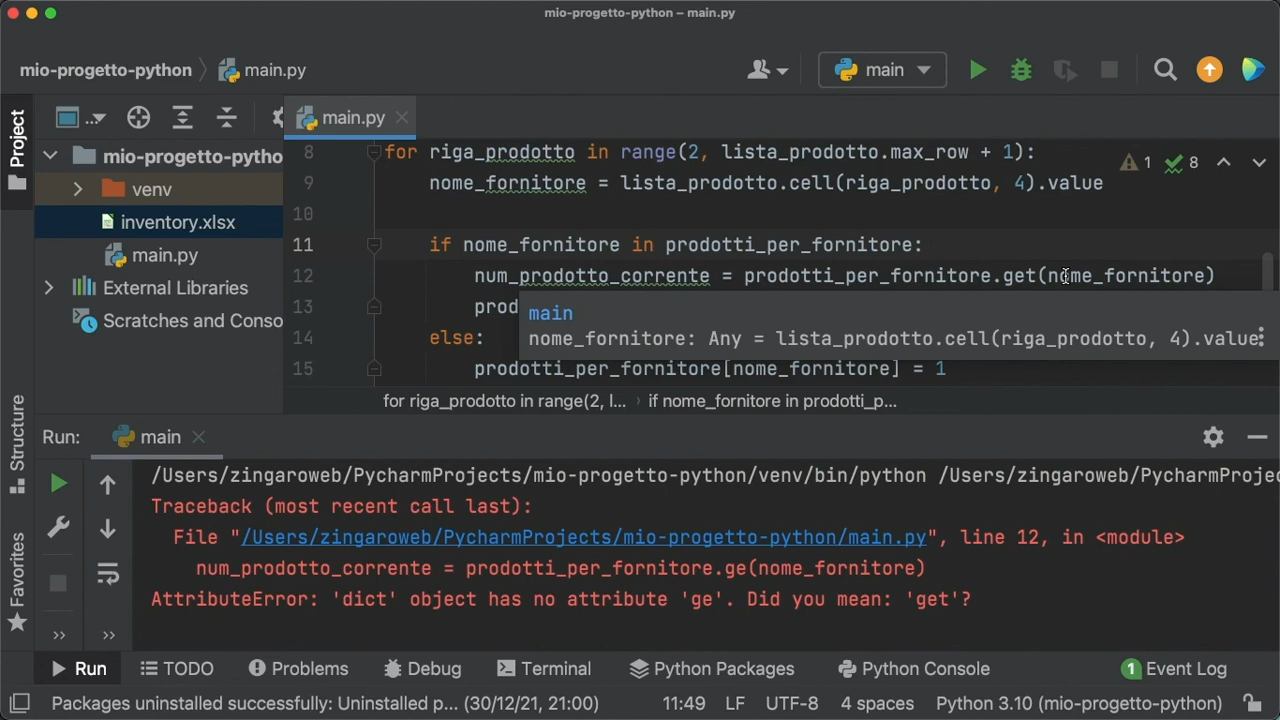 mio-progetto-python – main.py
mio-progetto-python
main.py
main
Project
main.py
mio-progetto-pytho
venv
inventory.xlsx
main.py
External Libraries
Scratches and Conso
8 for riga_prodotto in range(2, lista_prodotto.max_row + 1):
1 8
9 nome_fornitore = lista_prodotto.cell(riga_prodotto, 4).value
10
11 if nome_fornitore in prodotti_per_fornitore:
12 num_prodotto_corrente = prodotti_per_fornitore.get(nome_fornitore)
13 prod
main
nome_fornitore: Any = lista_prodotto.cell(riga_prodotto, 4).value
14 else:
15 prodotti_per_fornitore[nome_fornitore] = 1
for riga_prodotto in range(2, l... › if nome_fornitore in prodotti_p...
Structure
Favorites
Run: main
/Users/zingaroweb/PycharmProjects/mio-progetto-python/venv/bin/python /Users/zingaroweb/PycharmProjec
Traceback (most recent call last):
File "/Users/zingaroweb/PycharmProjects/mio-progetto-python/main.py", line 12, in <module>
num_prodotto_corrente = prodotti_per_fornitore.ge(nome_fornitore)
AttributeError: 'dict' object has no attribute 'ge'. Did you mean: 'get'?
Run TODO Problems Debug Terminal Python Packages Python Console 1 Event Log
Packages uninstalled successfully: Uninstalled p... (30/12/21, 21:00) 11:49 LF UTF-8 4 spaces Python 3.10 (mio-progetto-python)